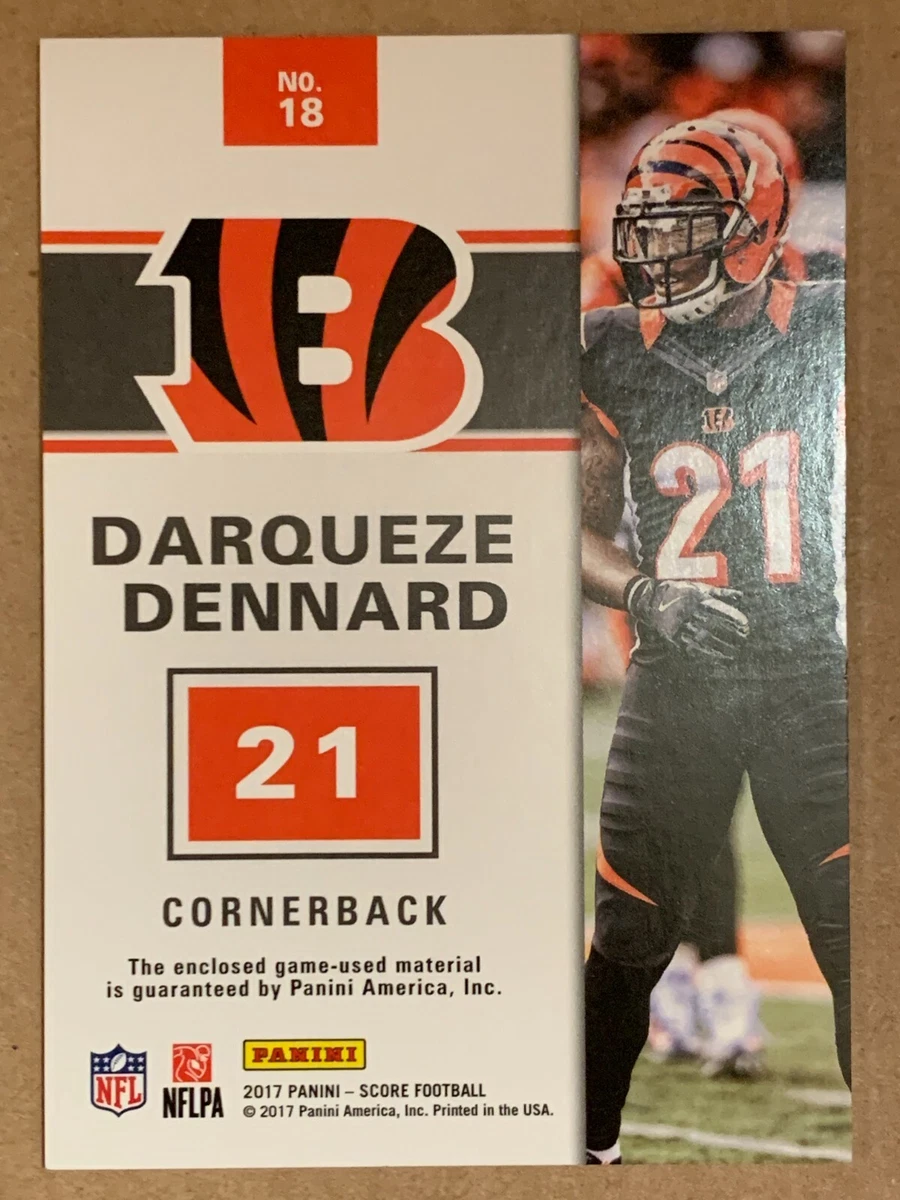 NO.
18
B
21
DARQUEZE
DENNARD
21
CORNERBACK
The enclosed game-used material
is guaranteed by Panini America, Inc.
NFL
NFLPA
PANINI
2017 PANINI – SCORE FOOTBALL
© 2017 Panini America, Inc. Printed in the USA.